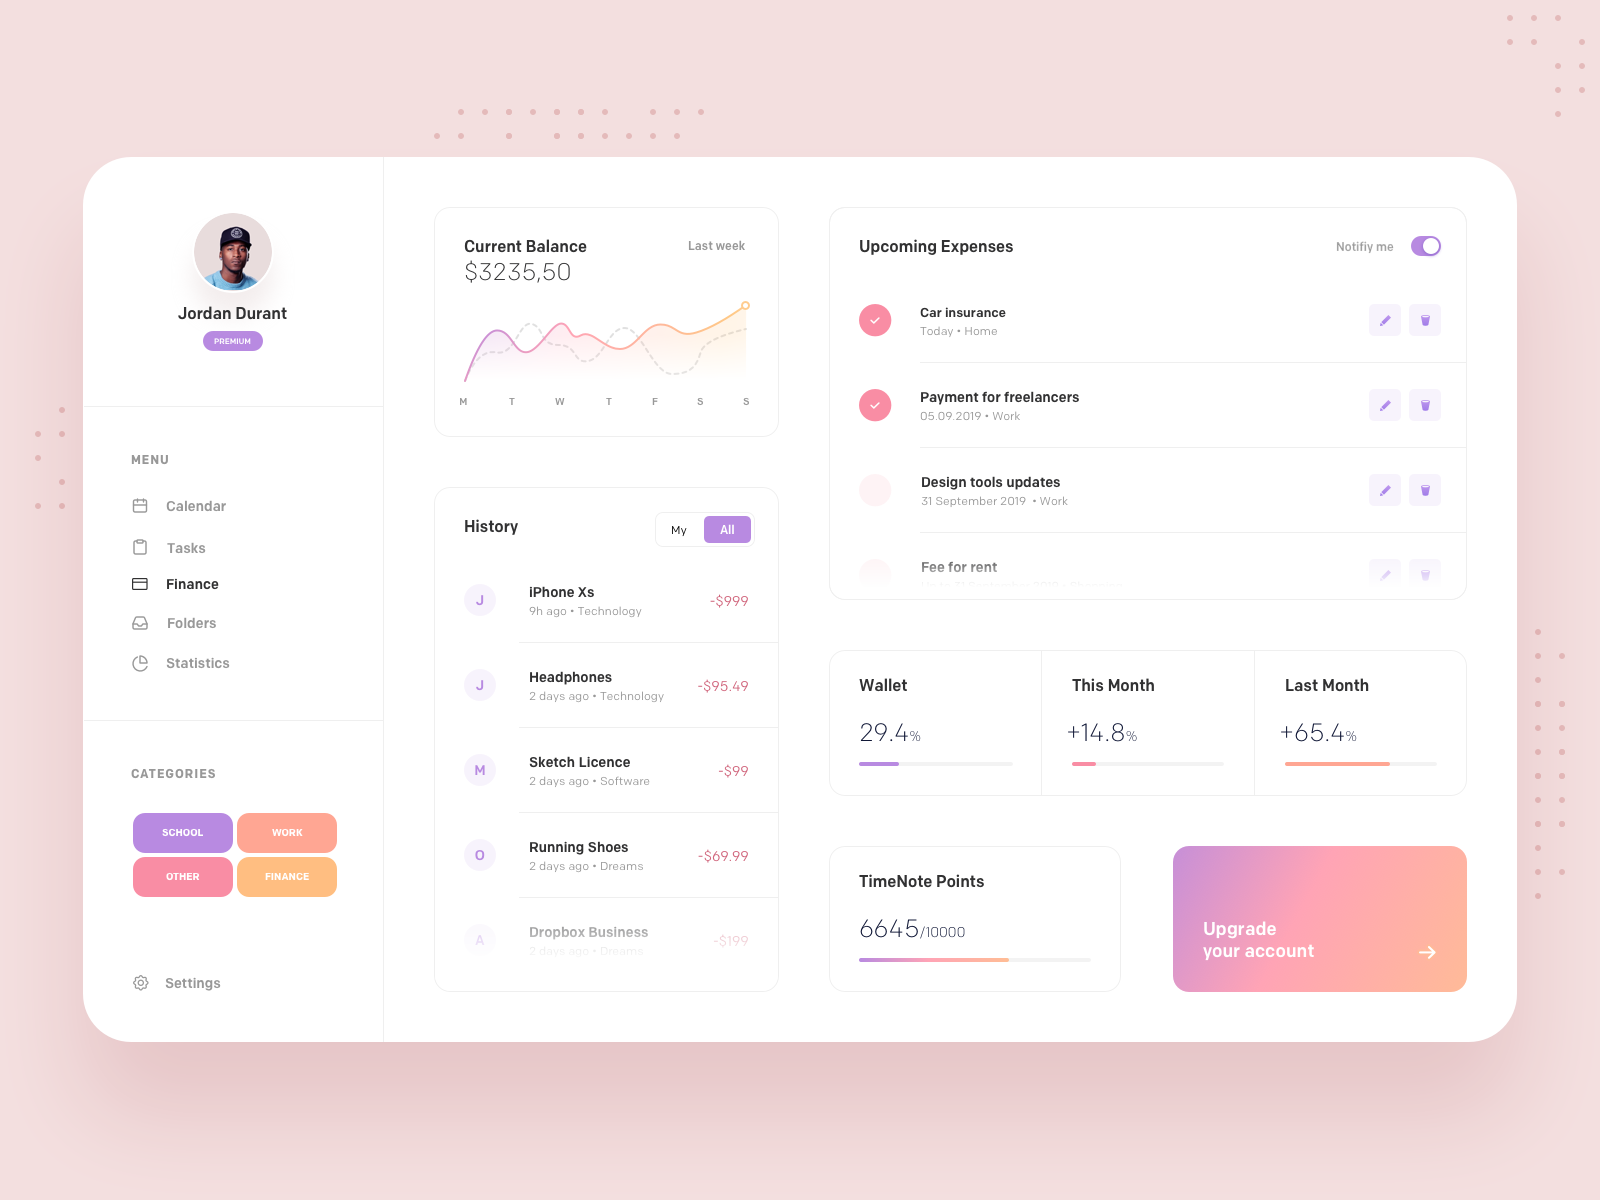 Jordan Durant
PREMIUM
MENU
Calendar
Tasks
Finance
Folders
Statistics
CATEGORIES
SCHOOL
WORK
OTHER
FINANCE
Settings
Current Balance
Last week
$3235,50
M T W T F S S
History
My
All
J
iPhone Xs
9h ago • Technology
-$999
J
Headphones
2 days ago • Technology
-$95.49
M
Sketch Licence
2 days ago • Software
-$99
O
Running Shoes
2 days ago • Dreams
-$69.99
A
Dropbox Business
2 days ago • Dreams
-$199
Upcoming Expenses
Notifiy me
Car insurance
Today • Home
Payment for freelancers
05.09.2019 • Work
Design tools updates
31 September 2019 • Work
Fee for rent
Wallet
29.4%
This Month
+14.8%
Last Month
+65.4%
TimeNote Points
6645/10000
Upgrade
your account